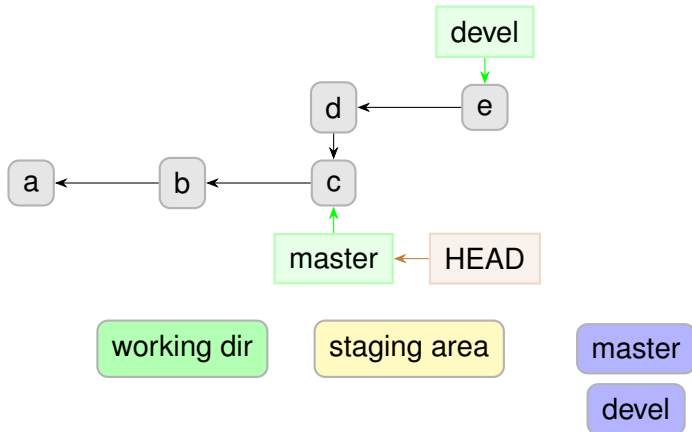 devel
d
e
a
b
c
master
HEAD
working dir
staging area
master
devel